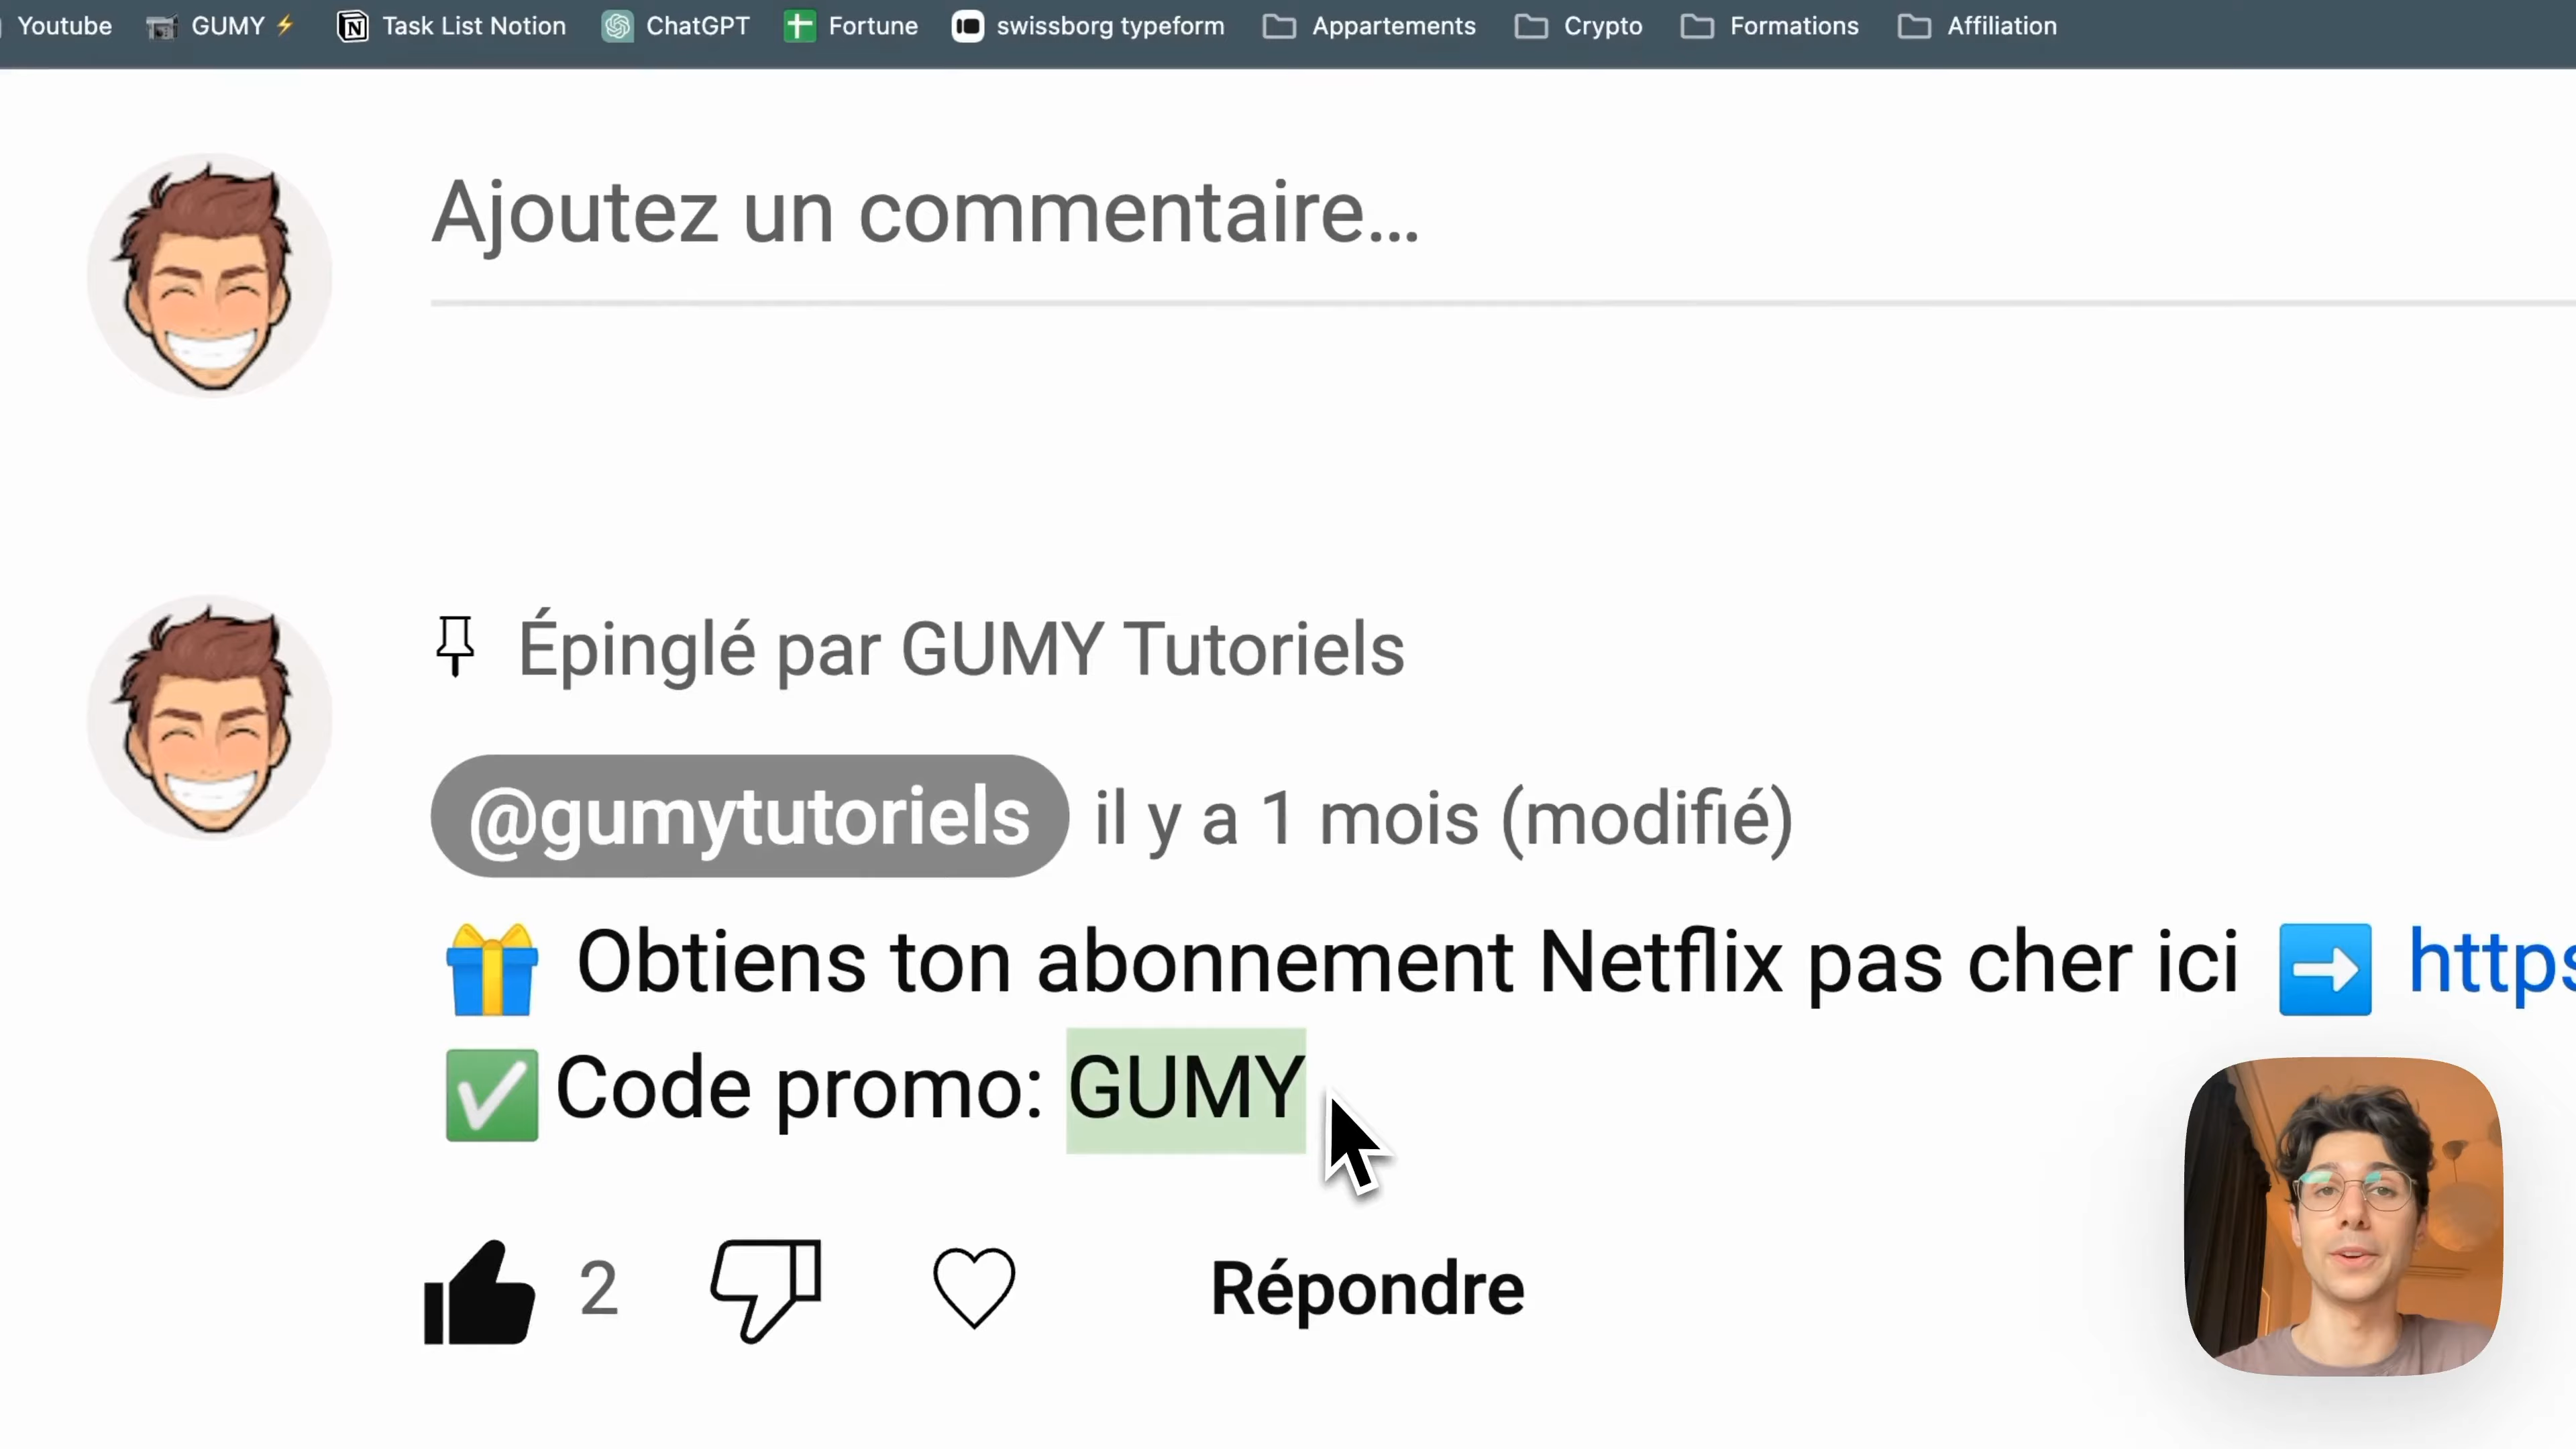 Youtube GUMY⚡ Task List Notion ChatGPT Fortune swissborg typeform Appartements Crypto Formations Affiliation
Ajoutez un commentaire...
Épinglé par GUMY Tutoriels
@gumytutoriels il y a 1 mois (modifié)
🎁 Obtiens ton abonnement Netflix pas cher ici ➡️ https
✅ Code promo: GUMY
2 Répondre